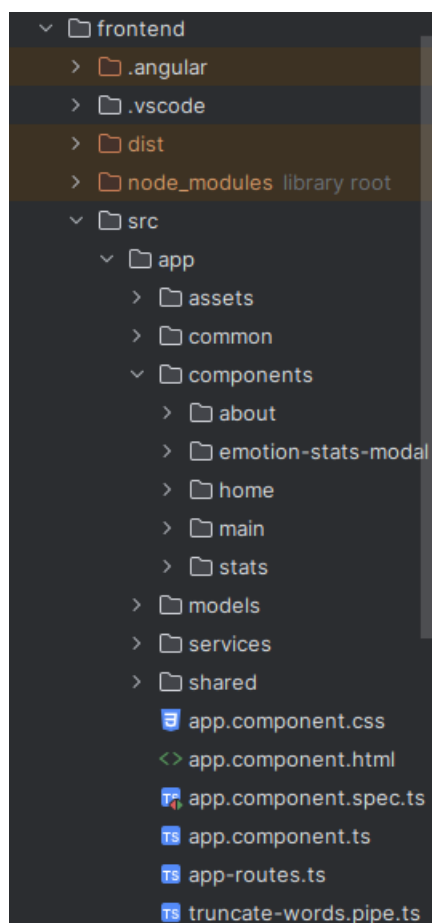 frontend
.angular
.vscode
dist
node_modules library root
src
app
assets
common
components
about
emotion-stats-modal
home
main
stats
models
services
shared
app.component.css
app.component.html
app.component.spec.ts
app.component.ts
app-routes.ts
truncate-words.pipe.ts